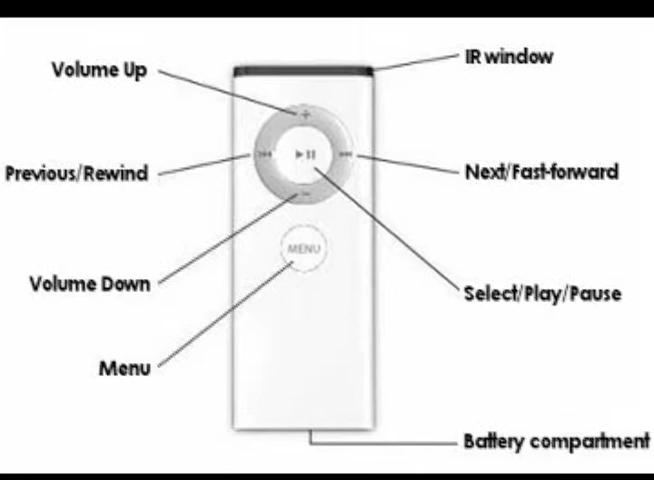 Volume Up
IR window
Previous/Rewind
Next/Fast-forward
MENU
Volume Down
Select/Play/Pause
Menu
Battery compartment